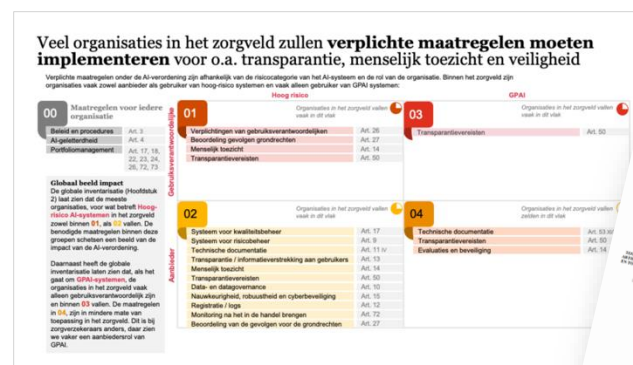 Veel organisaties in het zorgveld zullen verplichte maatregelen moeten
implementeren voor o.a. transparantie, menselijk toezicht en veiligheid
Verplichte maatregelen onder de AI-verordening zijn afhankelijk van de risicocategorie van het AI-systeem en de rol van de organisatie. Binnen het zorgveld zijn
organisaties vaak zowel aanbieder als gebruiker van hoog-risico systemen en vaak alleen gebruiker van GPAI systemen:
Hoog risico
GPAI
00
Maatregelen voor iedere
organisatie
Beleid en procedures Art. 2
AI-geletterdheid Art. 4
Portfoliomanagement Art. 17, 18,
22, 23, 24,
26, 72, 73
Globaal beeld impact
De globale inventarisatie (Hoofdstuk
2) laat zien dat de meeste
organisaties, voor wat betreft Hoog-
risico AI-systemen in het zorgveld
zowel binnen 01, als 02 vallen. De
benodigde maatregelen binnen deze
groepen schetsen een beeld van de
impact van de AI-verordening.
Daarnaast heeft de globale
inventarisatie laten zien dat, als het
gaat om GPAI-systemen, de
organisaties in het zorgveld vaak
alleen gebruiksverantwoordelijk zijn
en binnen 03 vallen. De maatregelen
in 04, zijn in mindere mate van
toepassing in het zorgveld. Dit is bij
zorgverzekeraars anders, daar zien
we vaker een aanbiedersrol van
GPAI.
Gebruiksverantwoordelijke
01
Organisaties in het zorgveld vallen
vaak in dit vlak
Verplichtingen van gebruiksverantwoordelijken Art. 26
Beoordeling gevolgen grondrechten Art. 27
Menselijk toezicht Art. 14
Transparantievereisten Art. 50
03
Organisaties in het zorgveld vallen
vaak in dit vlak
Transparantievereisten Art. 50
Aanbieder
02
Organisaties in het zorgveld vallen
vaak in dit vlak
Systeem voor kwaliteitsbeheer Art. 17
Systeem voor risicobeheer Art. 9
Technische documentatie Art. 11 IV
Transparantie / informatieverstrekking aan gebruikers Art. 13
Menselijk toezicht Art. 14
Transparantievereisten Art. 50
Data- en datagovernance Art. 10
Nauwkeurigheid, robuustheid en cyberbeveiliging Art. 15
Registratie / logs Art. 12
Monitoring na het in de handel brengen Art. 72
Beoordeling van de gevolgen voor de grondrechten Art. 27
04
Organisaties in het zorgveld vallen
zelden in dit vlak
Technische documentatie Art. 53
Transparantievereisten Art. 50
Evaluaties en beveiliging Art. 14